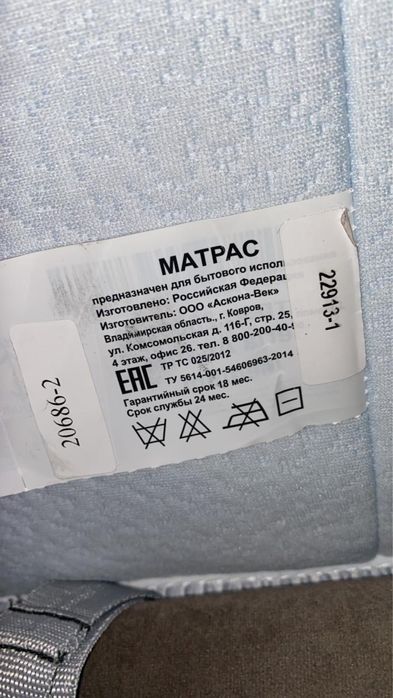 МАТРАС
предназначен для бытового испол
Изготовлено: Российская Федерац
Изготовитель: ООО «Аскона-Век»
Владимирская область., г. Ковров,
ул. Комсомольская д. 116-Г, стр. 25,
4 этаж, офис 26. тел. 8 800-200-40-
EAC
ТР ТС 025/2012
ТУ 5614-001-54606963-2014
Гарантийный срок 18 мес.
Срок службы 24 мес.
20686-2
22913-1